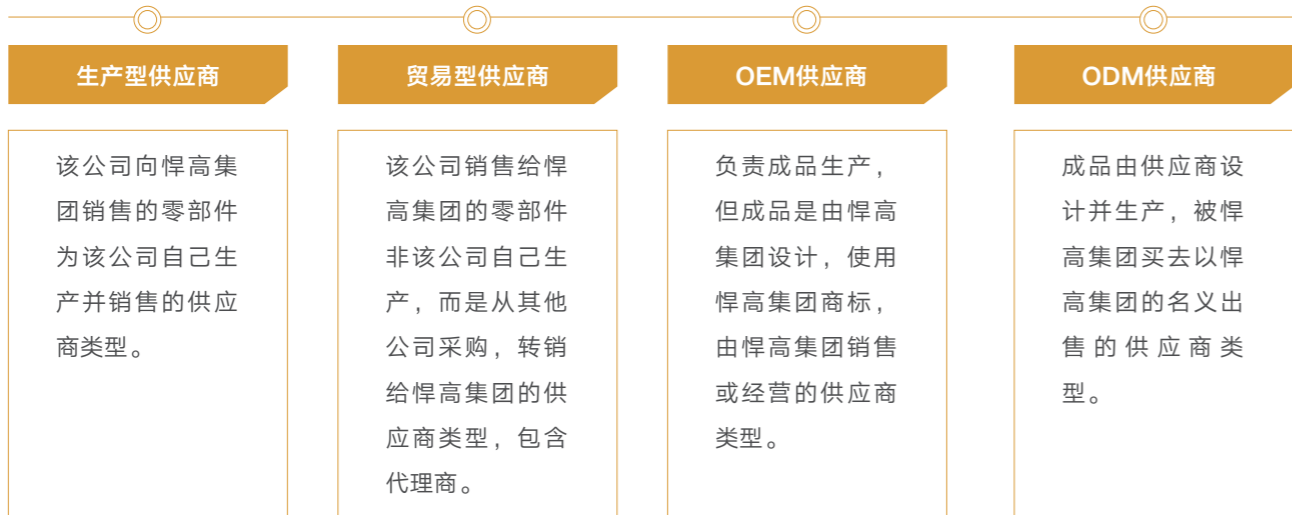 生产型供应商
该公司向悍高集
团销售的零部件
为该公司自己生
产并销售的供应
商类型。
贸易型供应商
该公司销售给悍
高集团的零部件
非该公司自己生
产，而是从其他
公司采购，转销
给悍高集团的供
应商类型，包含
代理商。
OEM供应商
负责成品生产，
但成品是由悍高
集团设计，使用
悍高集团商标，
由悍高集团销售
或经营的供应商
类型。
ODM供应商
成品由供应商设
计并生产，被悍
高集团买去以悍
高集团的名义出
售的供应商类
型。